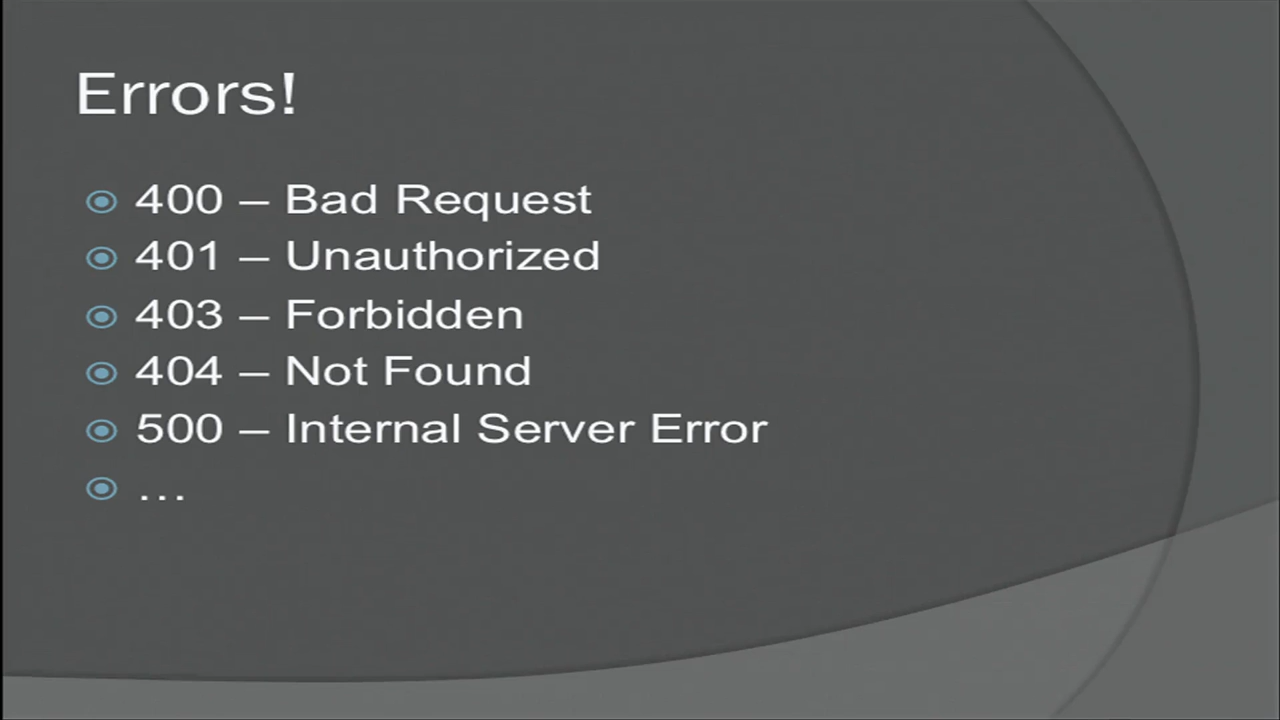 Errors!
400 – Bad Request
401 – Unauthorized
403 – Forbidden
404 – Not Found
500 – Internal Server Error
…